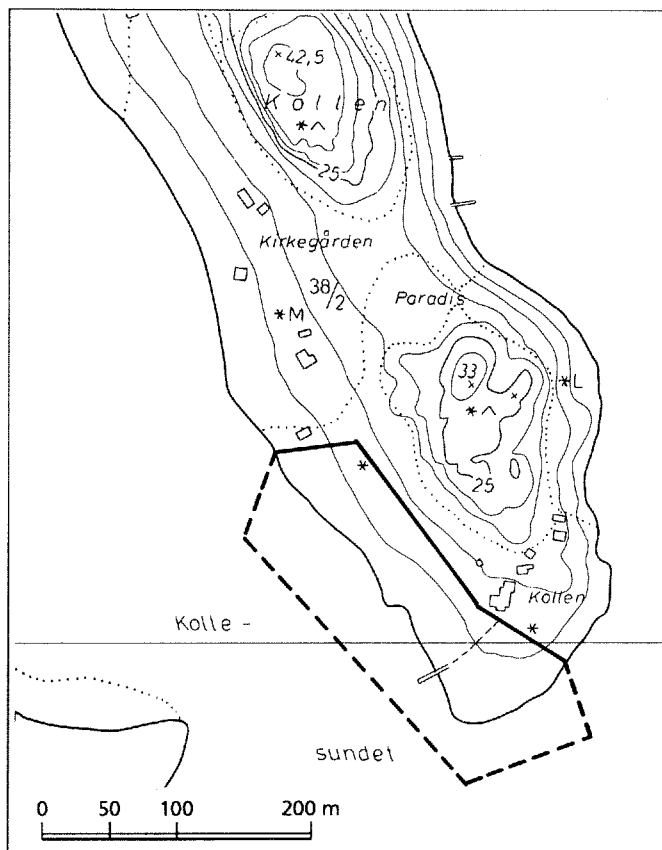 42,5
Kollen
25
Kirkegården
38/2
Paradis
M
33
L
25
Kollen
Kolle-
sundet
0 50 100 200 m